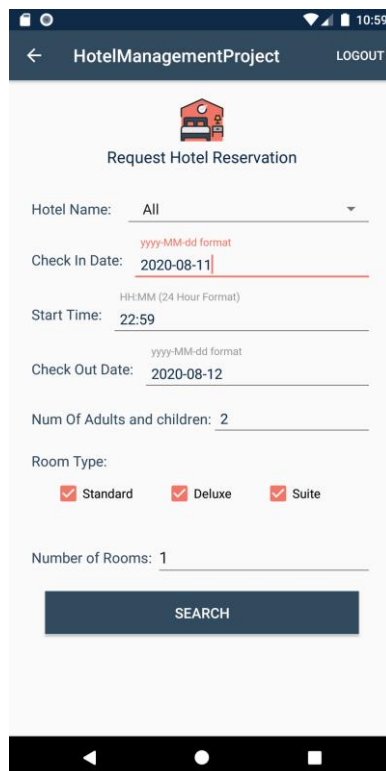 10:59
HotelManagementProject LOGOUT
Request Hotel Reservation
Hotel Name: All
yyyy-MM-dd format
Check In Date: 2020-08-11
HH:MM (24 Hour Format)
Start Time: 22:59
yyyy-MM-dd format
Check Out Date: 2020-08-12
Num Of Adults and children: 2
Room Type:
Standard Deluxe Suite
Number of Rooms: 1
SEARCH